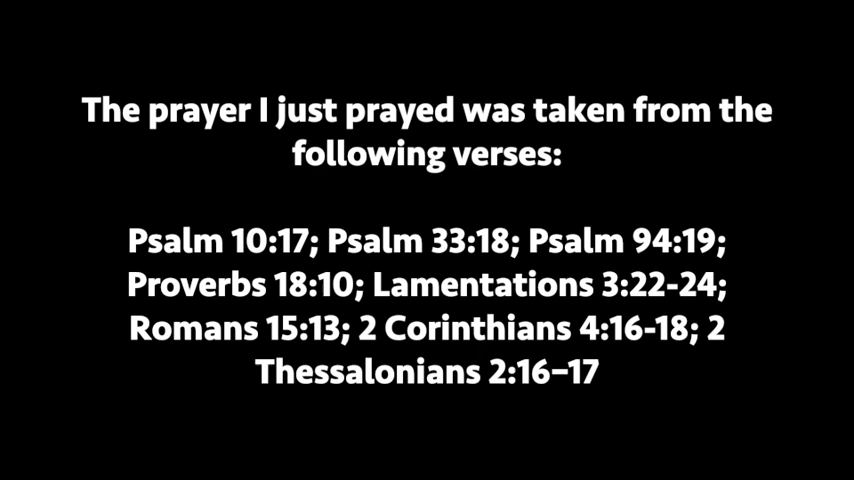 The prayer I just prayed was taken from the
following verses:
Psalm 10:17; Psalm 33:18; Psalm 94:19;
Proverbs 18:10; Lamentations 3:22-24;
Romans 15:13; 2 Corinthians 4:16-18; 2
Thessalonians 2:16–17